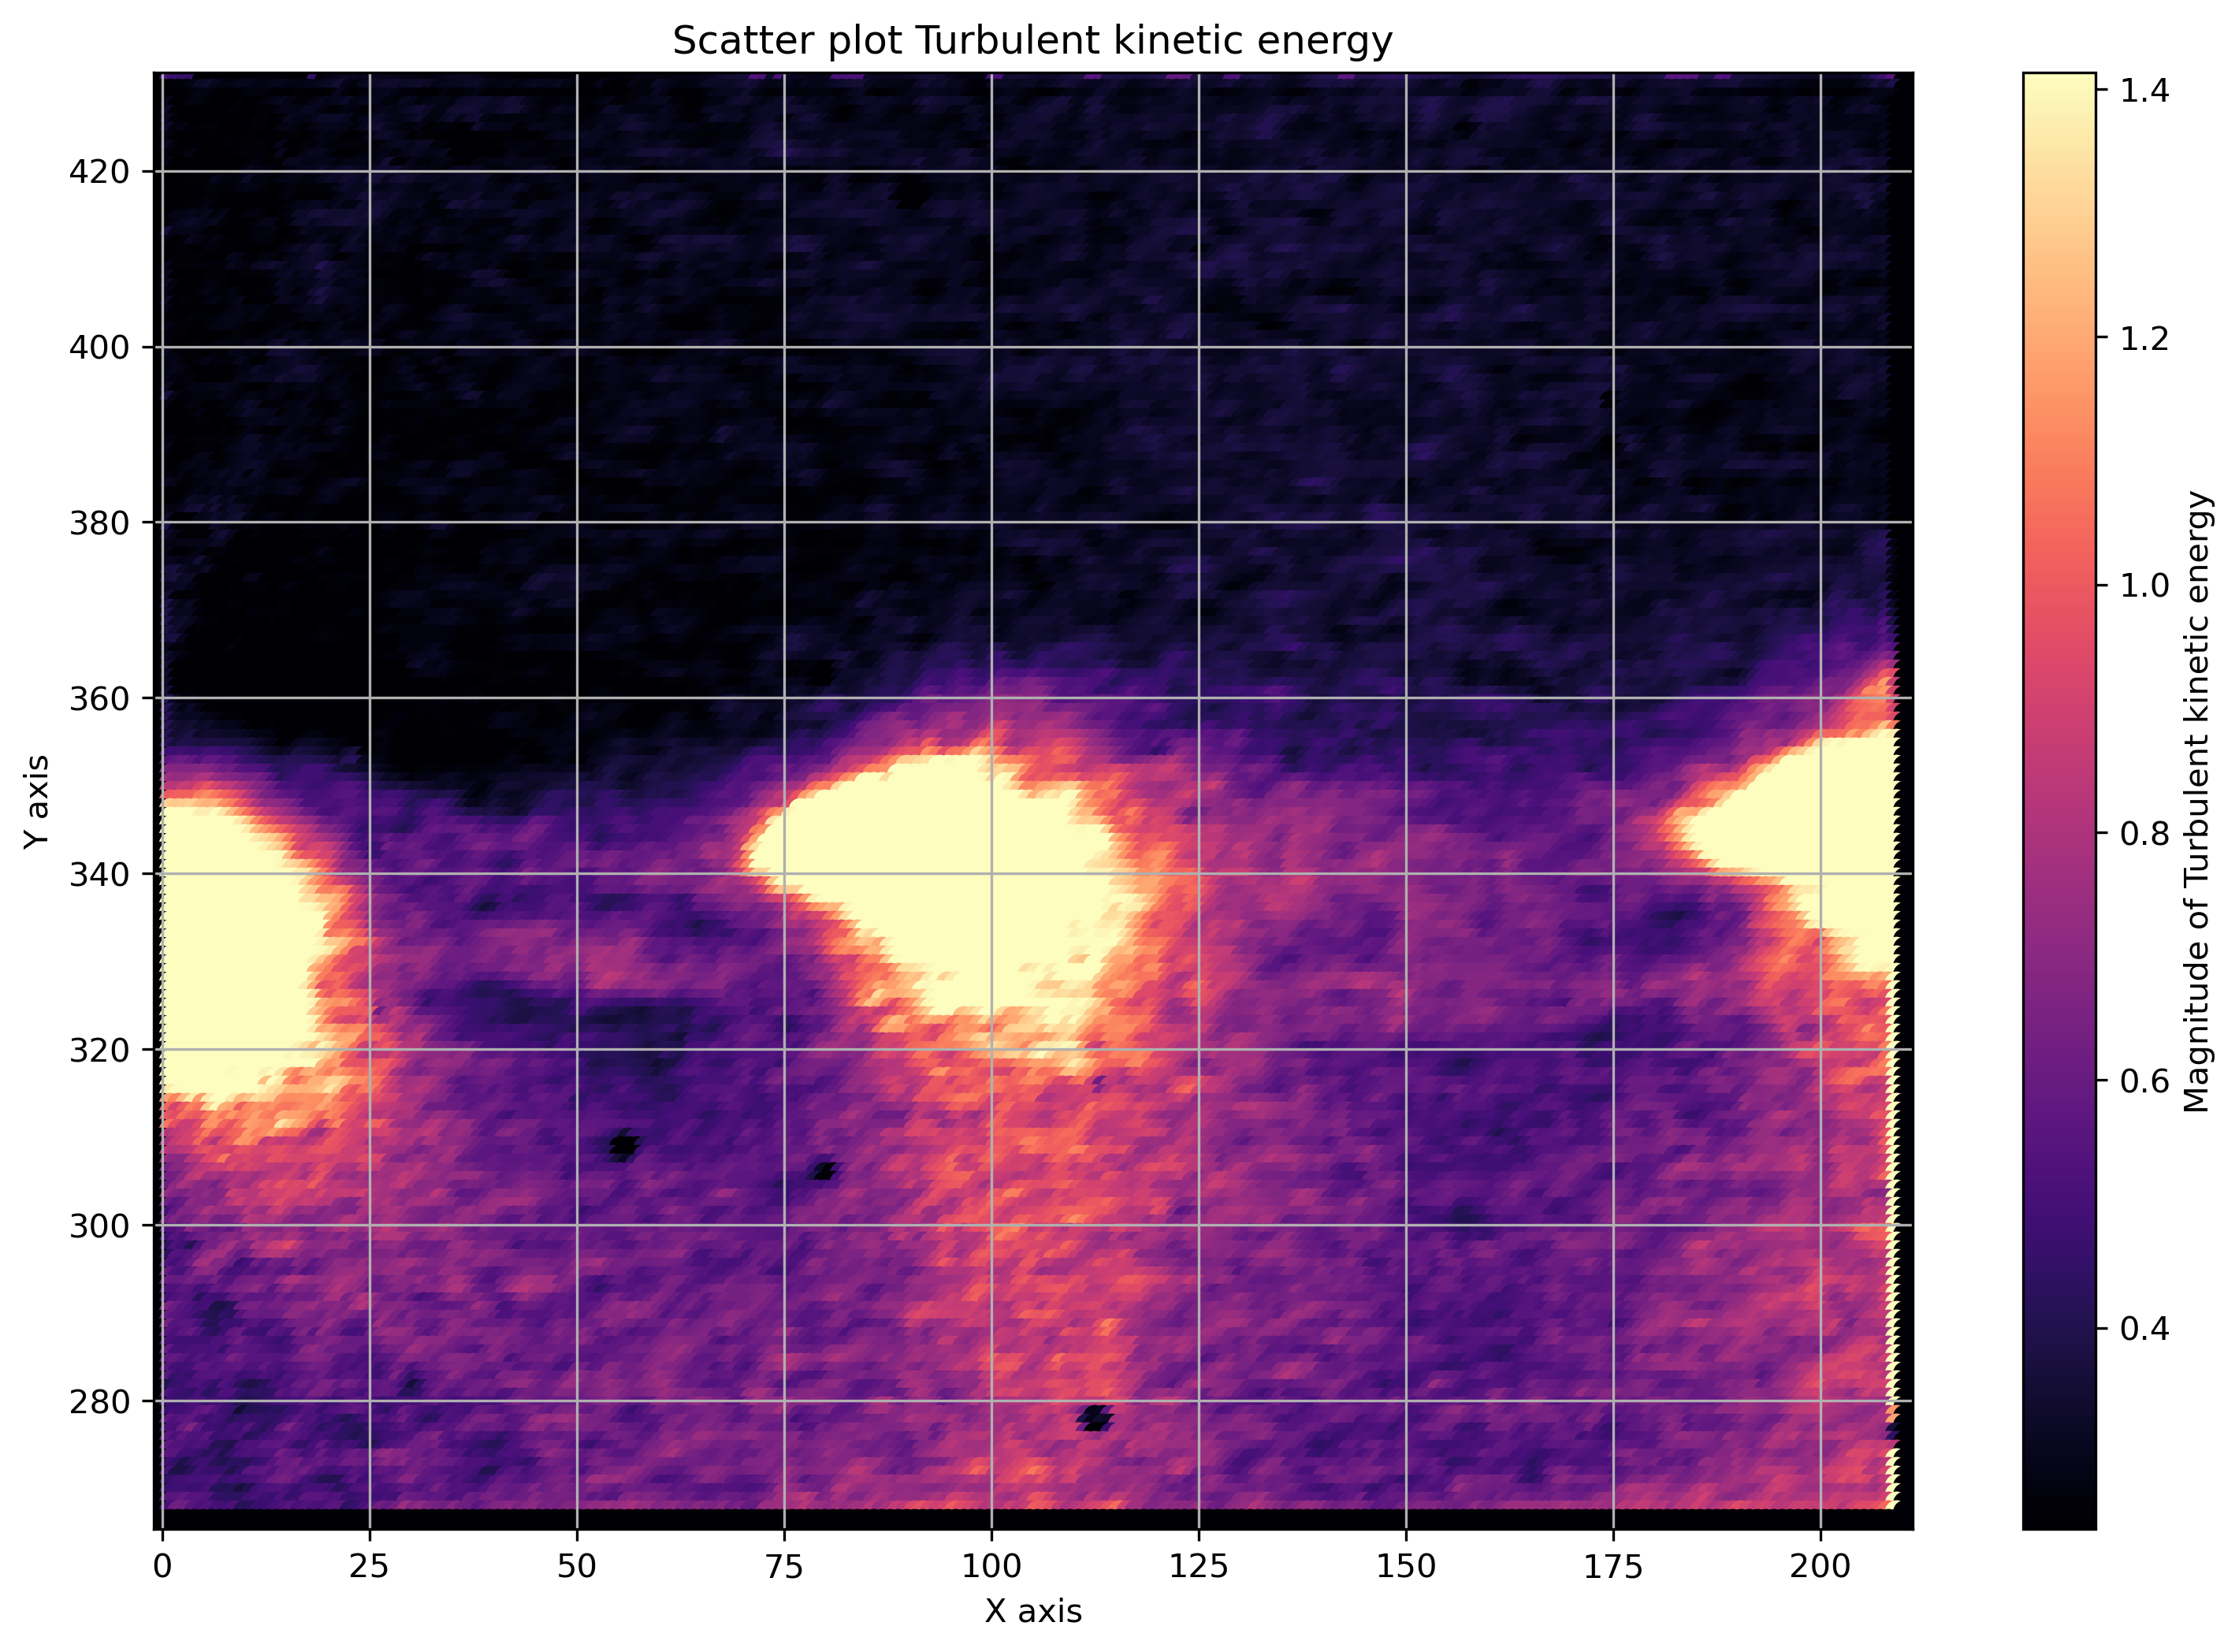 Scatter plot Turbulent kinetic energy
420
400
380
360
340
320
300
280
Y axis
0 25 50 75 100 125 150 175 200
X axis
1.4
1.2
1.0
0.8
0.6
0.4
Magnitude of Turbulent kinetic energy